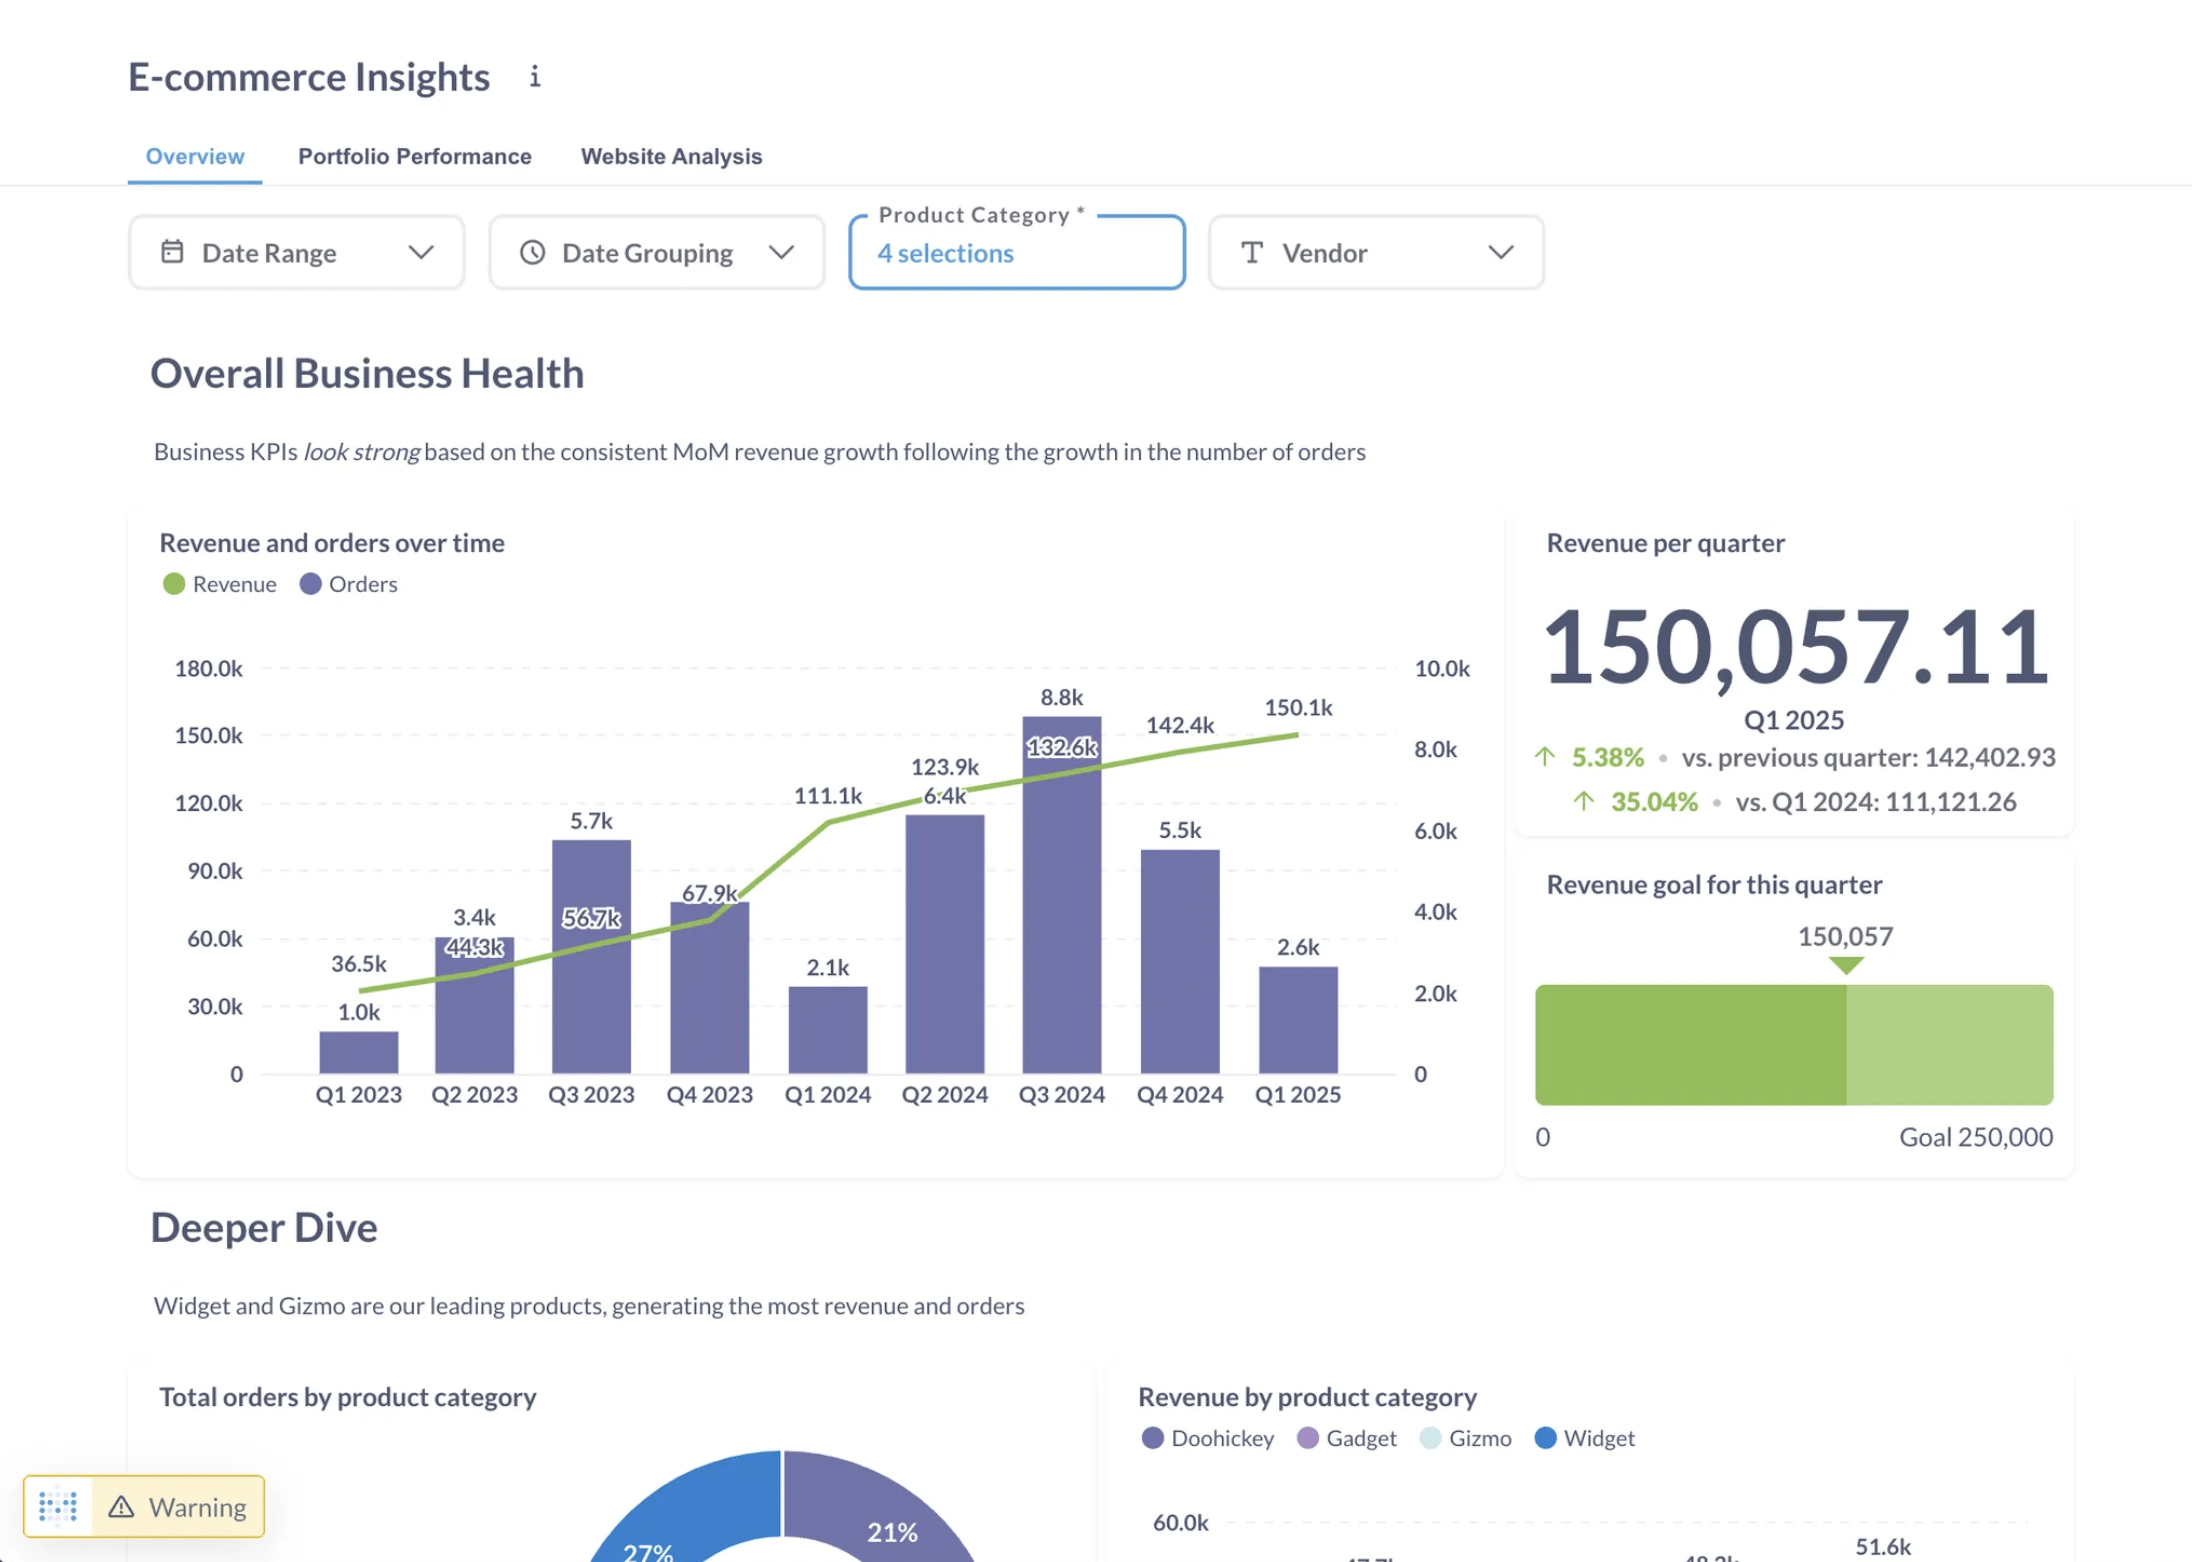 E-commerce Insights
Overview Portfolio Performance Website Analysis
Date Range Date Grouping Product Category * 4 selections Vendor
Overall Business Health
Business KPIs look strong based on the consistent MoM revenue growth following the growth in the number of orders
Revenue and orders over time
Revenue Orders
180.0k
150.0k
120.0k
90.0k
60.0k
30.0k
0
10.0k
8.0k
6.0k
4.0k
2.0k
0
36.5k
1.0k
3.4k
44.3k
5.7k
56.7k
67.9k
111.1k
2.1k
123.9k
6.4k
8.8k
132.6k
142.4k
5.5k
150.1k
2.6k
Q1 2023 Q2 2023 Q3 2023 Q4 2023 Q1 2024 Q2 2024 Q3 2024 Q4 2024 Q1 2025
Revenue per quarter
150,057.11
Q1 2025
5.38% • vs. previous quarter: 142,402.93
35.04% • vs. Q1 2024: 111,121.26
Revenue goal for this quarter
150,057
0 Goal 250,000
Deeper Dive
Widget and Gizmo are our leading products, generating the most revenue and orders
Total orders by product category
21%
27%
Revenue by product category
Doohickey Gadget Gizmo Widget
60.0k
51.6k
Warning